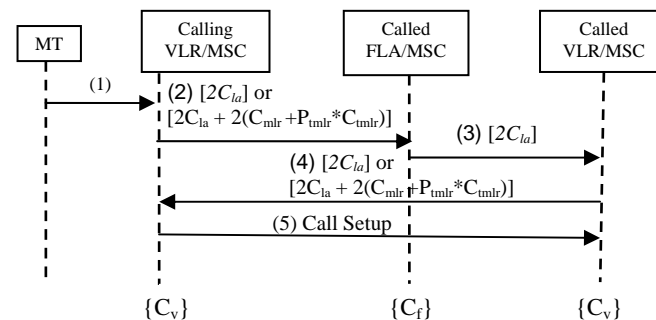 MT
Calling
VLR/MSC
Called
FLA/MSC
Called
VLR/MSC
(1)
(2) [2C_la] or
[2C_la + 2(C_mlr +P_tmlr*C_tmlr)]
(3) [2C_la]
(4) [2C_la] or
[2C_la + 2(C_mlr+P_tmlr*C_tmlr)]
(5) Call Setup
{C_v}
{C_f}
{C_v}